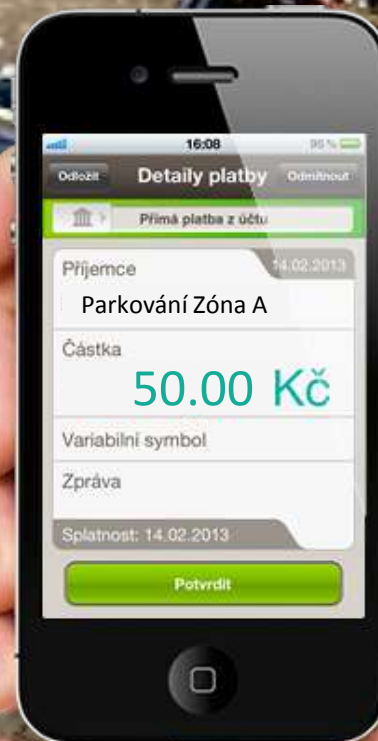 16:08
98 %
Odložit Detaily platby Odmítnout
Přímá platba z účtu
Příjemce 14.02.2013
Parkování Zóna A
Částka
50.00 Kč
Variabilní symbol
Zpráva
Splatnost: 14.02.2013
Potvrdit